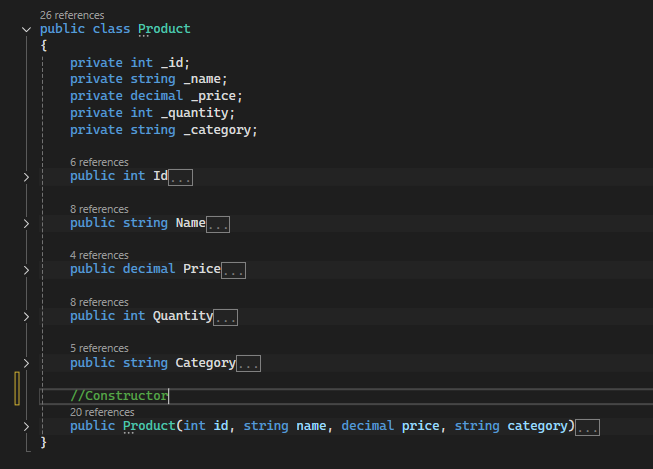 26 references
public class Product
{
private int _id;
private string _name;
private decimal _price;
private int _quantity;
private string _category;
6 references
public int Id...
8 references
public string Name...
4 references
public decimal Price...
8 references
public int Quantity...
5 references
public string Category...
//Constructor
20 references
public Product(int id, string name, decimal price, string category)...
}